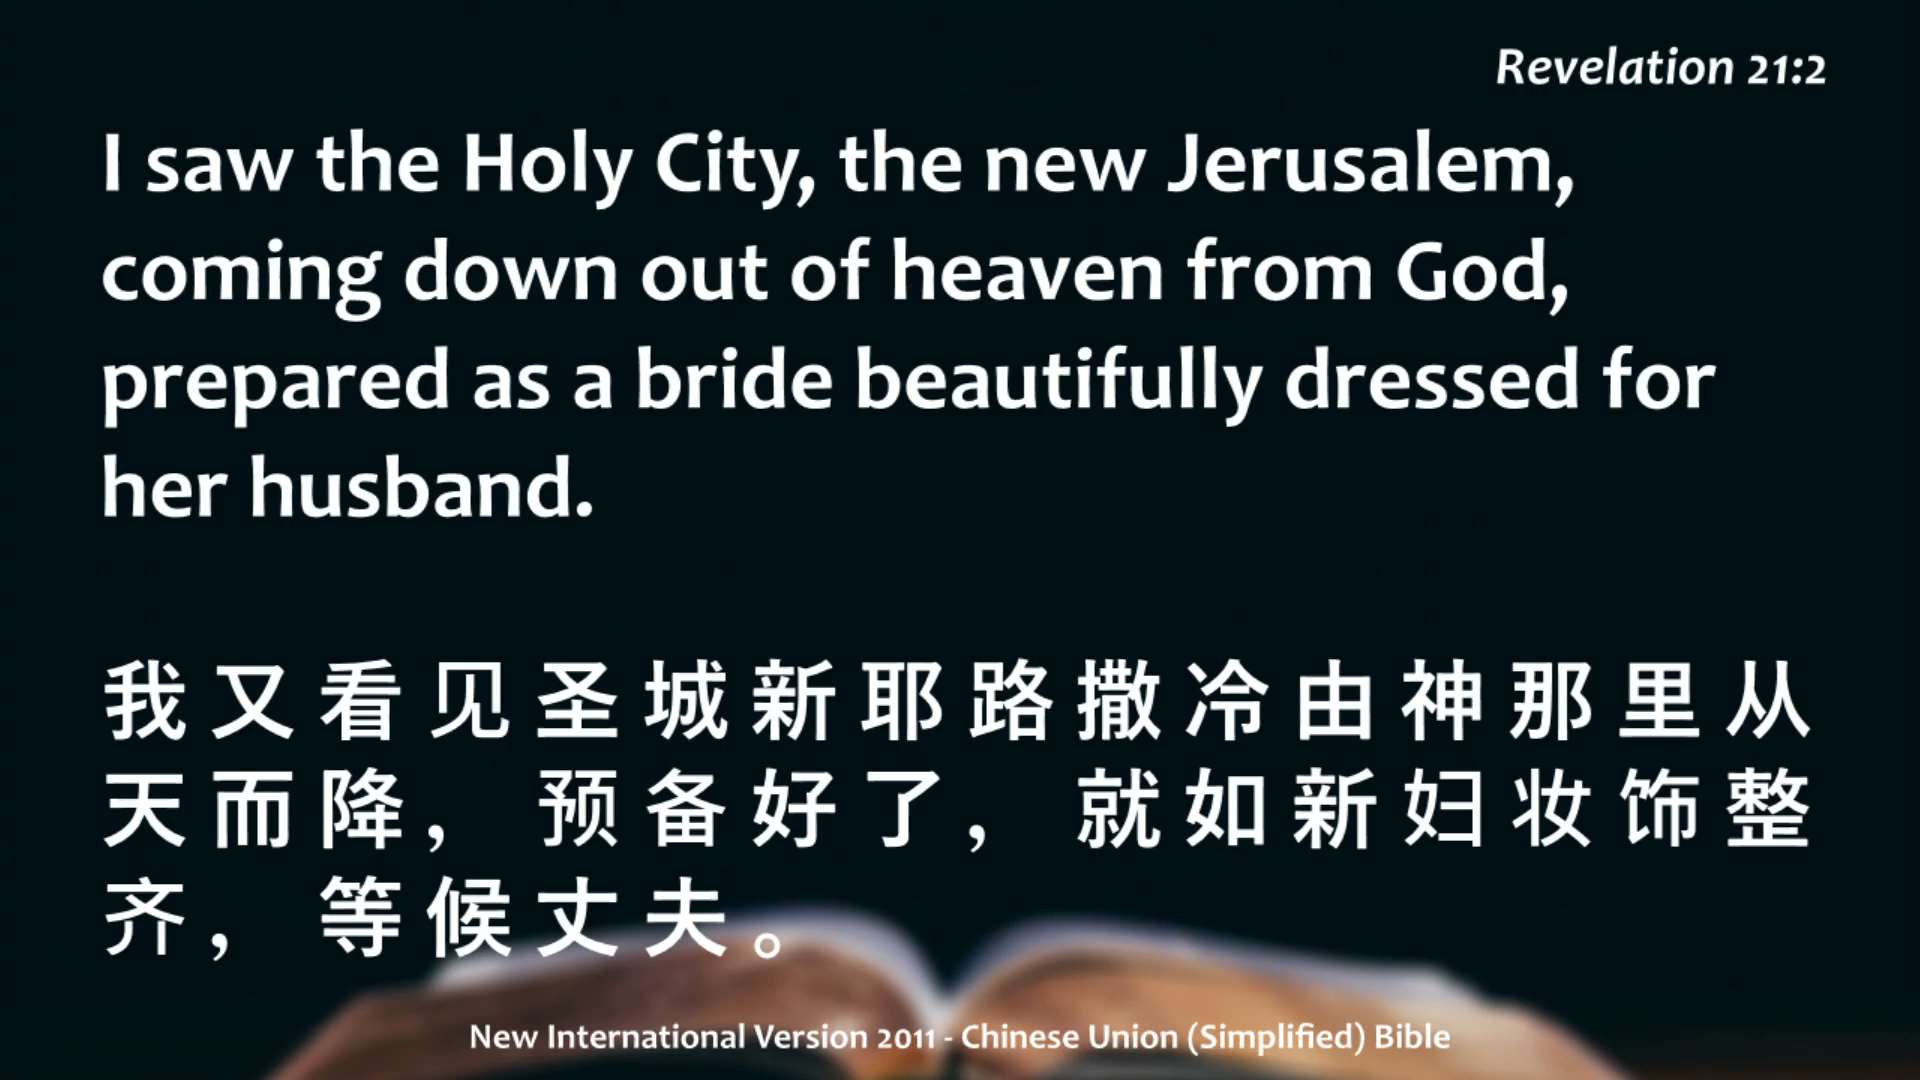 Revelation 21:2
I saw the Holy City, the new Jerusalem,
coming down out of heaven from God,
prepared as a bride beautifully dressed for
her husband.
我 又 看 见 圣 城 新 耶 路 撒 冷 由 神 那 里 从
天 而 降 ， 预 备 好 了 ， 就 如 新 妇 妆 饰 整
齐 ， 等 候 丈 夫 。
New International Version 2011 - Chinese Union (Simplified) Bible